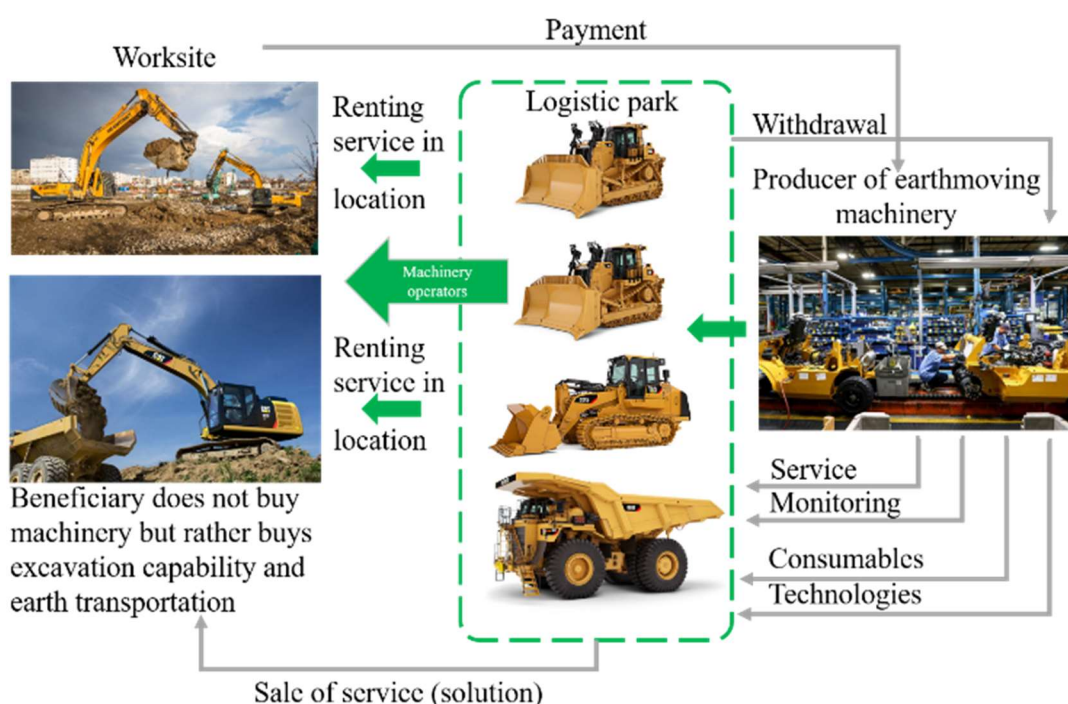 Payment
Worksite
Renting
service in
location
Logistic park
Withdrawal
Producer of earthmoving
machinery
Machinery
operators
Renting
service in
location
CAT
Service
Monitoring
Consumables
Technologies
Beneficiary does not buy
machinery but rather buys
excavation capability and
earth transportation
Sale of service (solution)